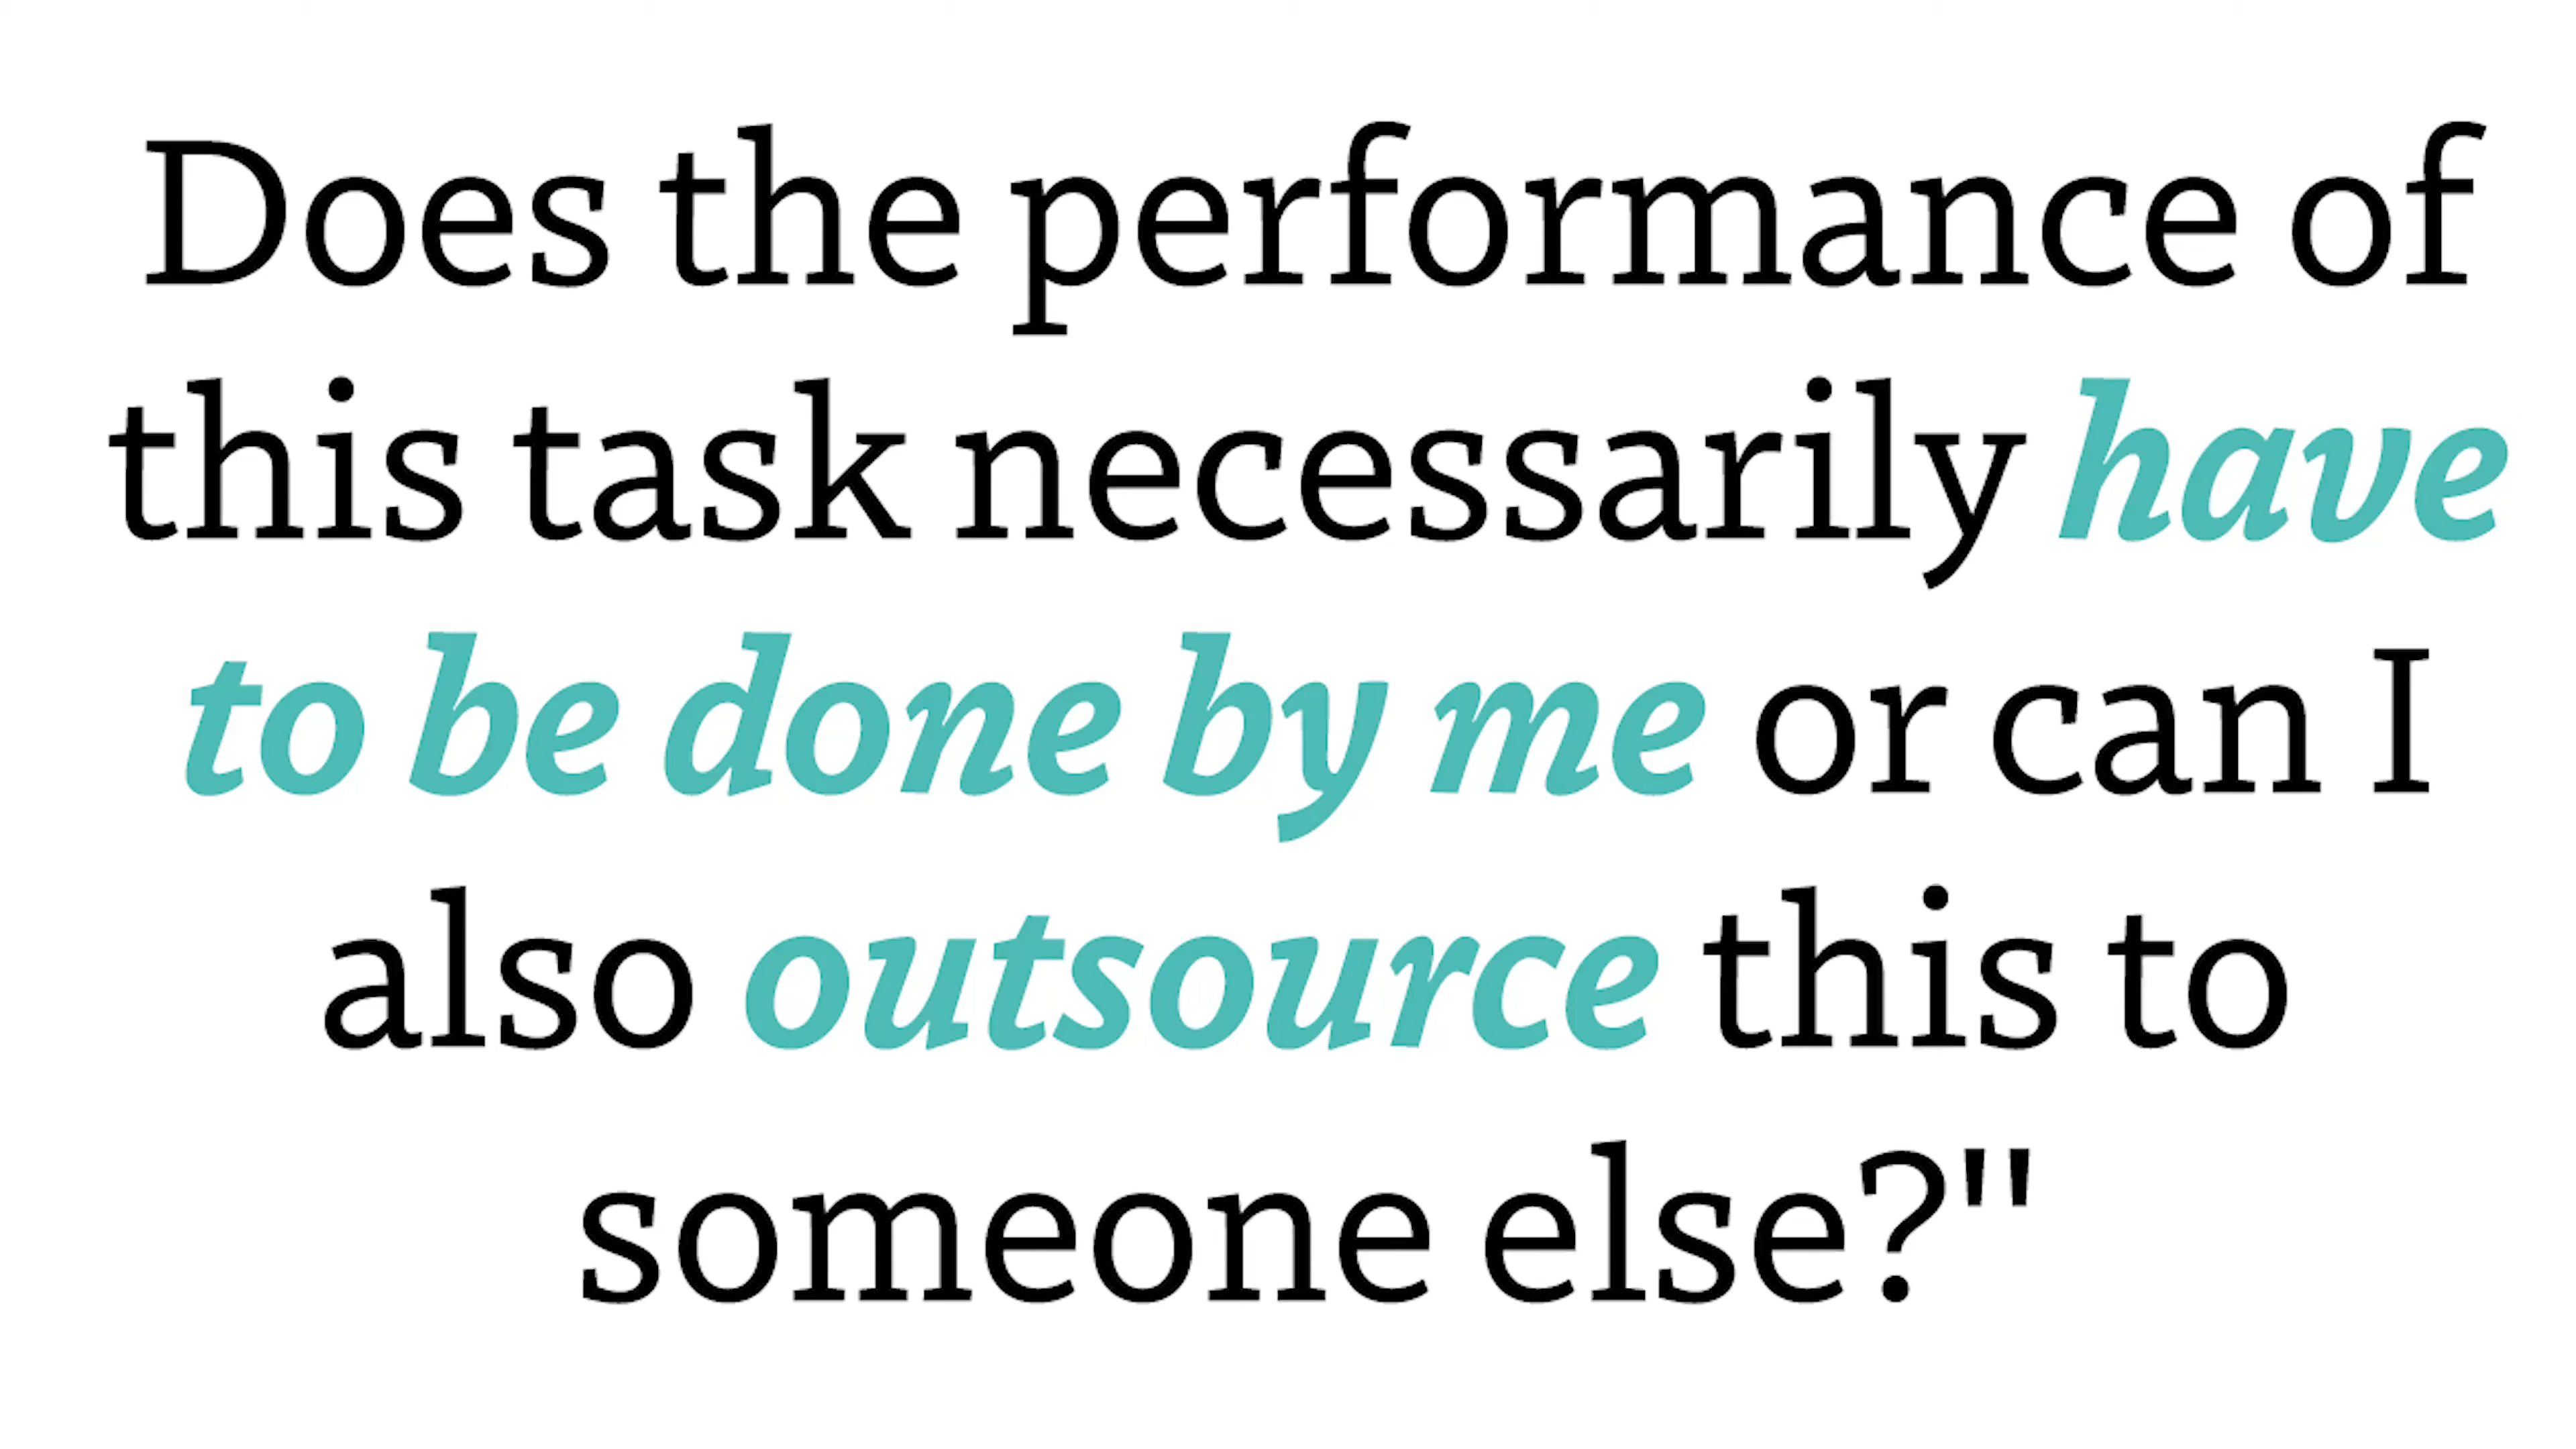 Does the performance of
this task necessarily have
to be done by me or can I
also outsource this to
someone else?"